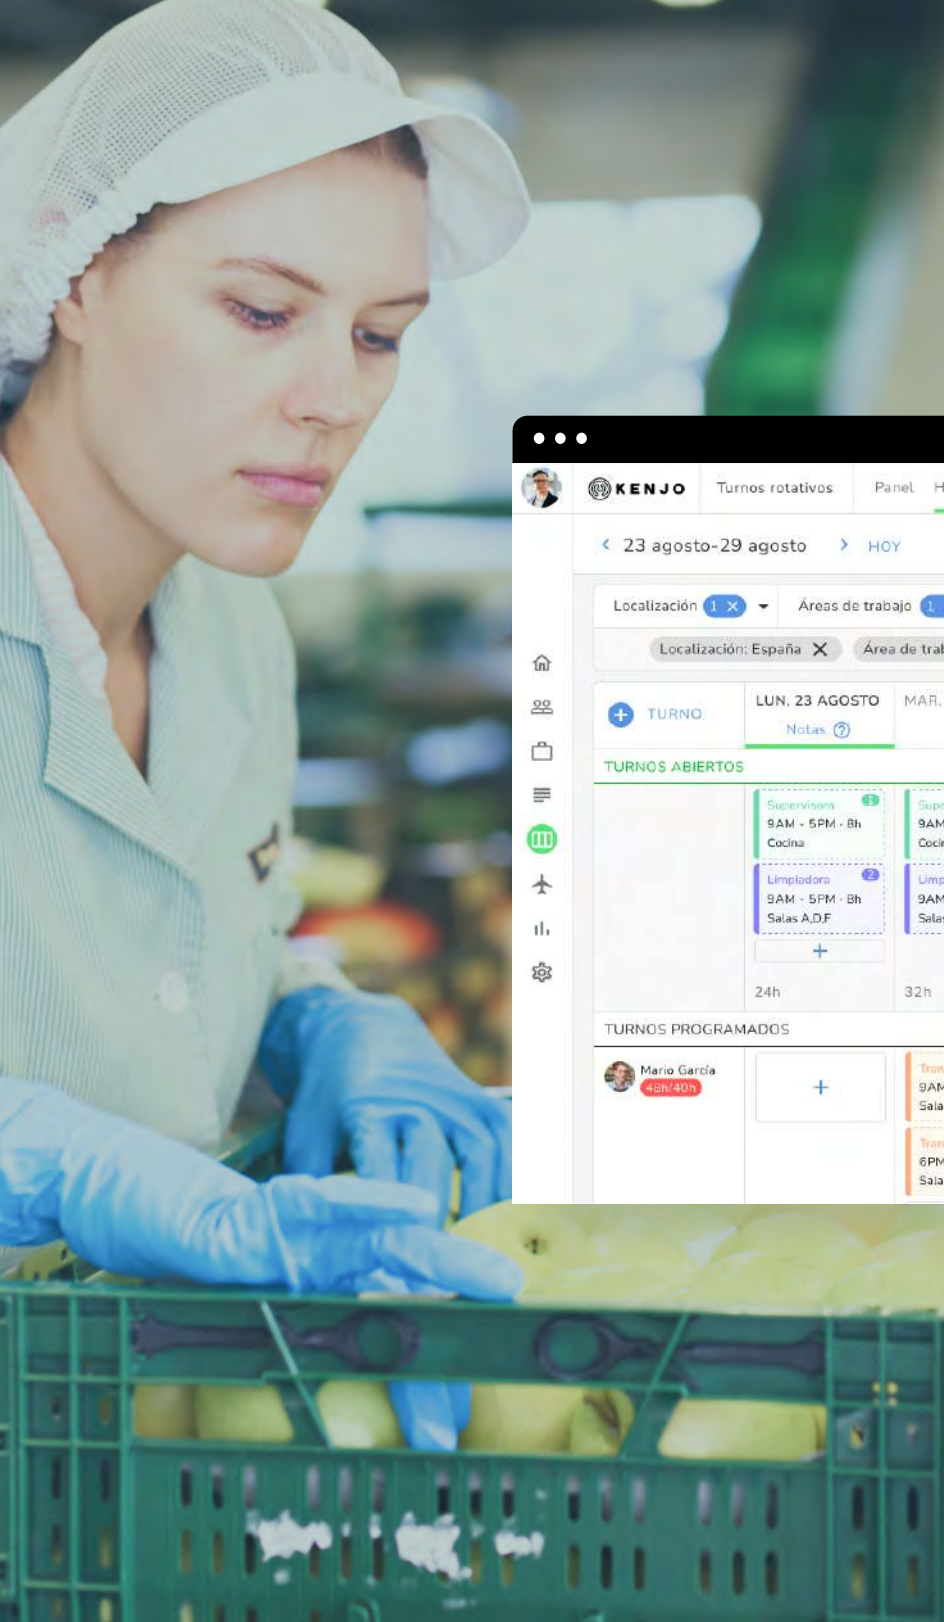 KENJO
Turnos rotativos
Panel
23 agosto-29 agosto
HOY
Localización 1
Áreas de trabajo 1
Localización: España
Área de
TURNO
LUN, 23 AGOSTO
MAR,
Notas
TURNOS ABIERTOS
Supervisora 1
9AM - 5PM · 8h
Cocina
Limpiadora 2
9AM - 5PM · 8h
Salas A,D,F
24h
32h
TURNOS PROGRAMADOS
Mario García
48h/40h